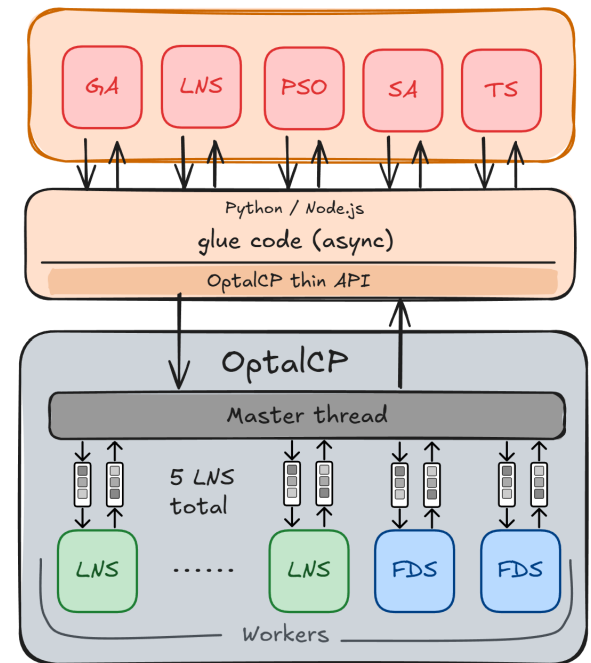 GA LNS PSO SA TS
Python / Node.js
glue code (async)
OptalCP thin API
OptalCP
Master thread
5 LNS
total
LNS ...... LNS FDS FDS
Workers